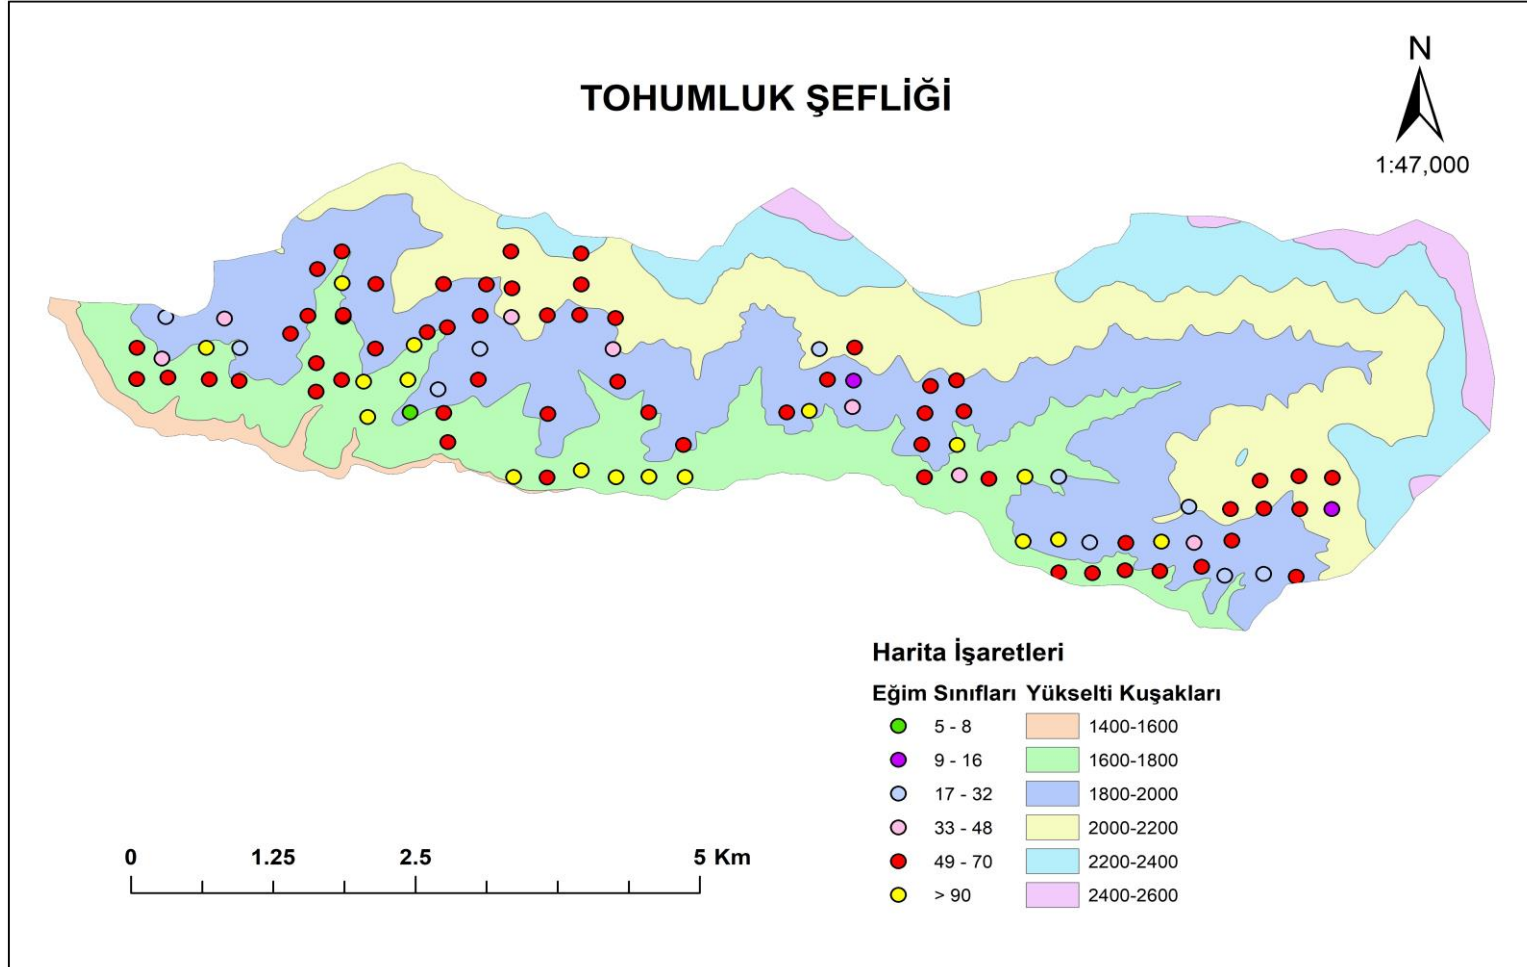 N
TOHUMLUK ŞEFLİĞİ
1:47,000
Harita İşaretleri
Eğim Sınıfları Yükselti Kuşakları
5 - 8 1400-1600
9 - 16 1600-1800
17 - 32 1800-2000
33 - 48 2000-2200
49 - 70 2200-2400
> 90 2400-2600
0 1.25 2.5 5 Km